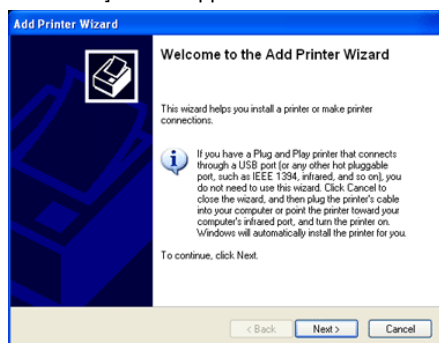 Add Printer Wizard
Welcome to the Add Printer Wizard
This wizard helps you install a printer or make printer
connections.
If you have a Plug and Play printer that connects
through a USB port (or any other hot pluggable
port, such as IEEE 1394, infrared, and so on), you
do not need to use this wizard. Click Cancel to
close the wizard, and then plug the printer's cable
into your computer or point the printer toward your
computer's infrared port, and turn the printer on.
Windows will automatically install the printer for you.
To continue, click Next.
< Back Next > Cancel